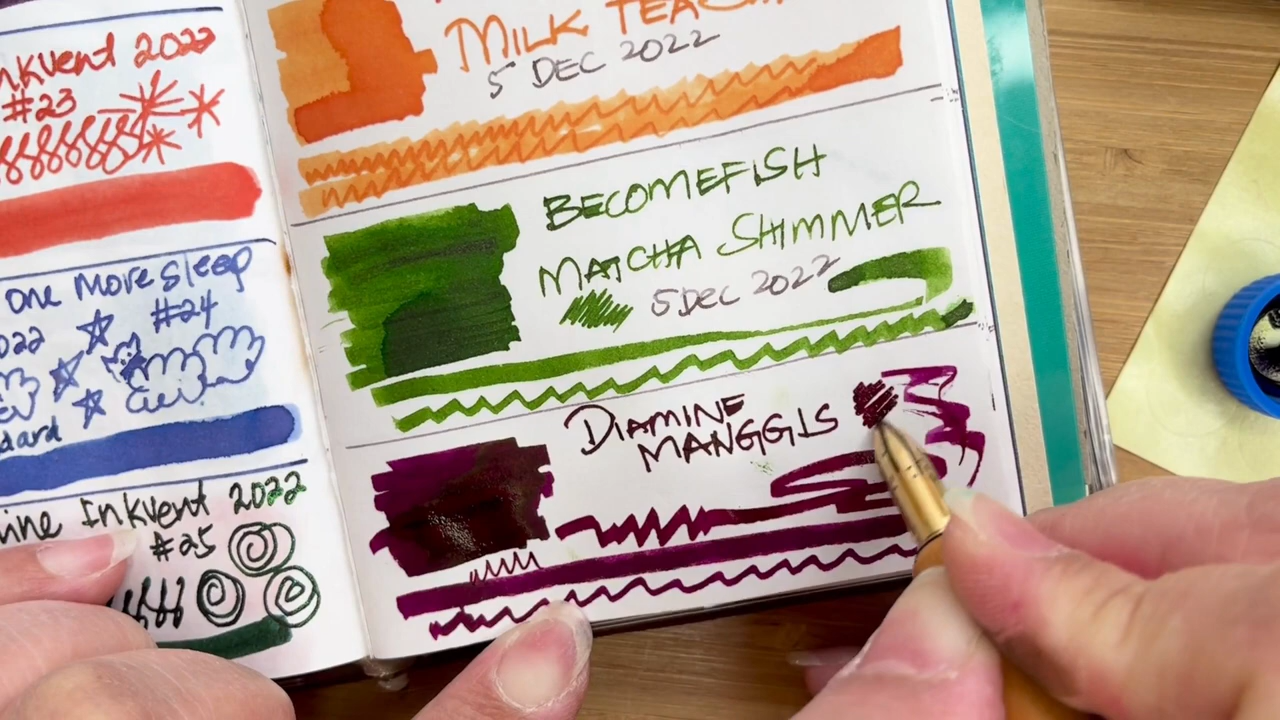 Inkvent 2022
#23
one more sleep
2022
#24
Inkvent 2022
#25
MILK TEA
5 DEC 2022
BECOMEFISH
MATCHA SHIMMER
5 Dec 2022
DIAMINE
MANGGIS